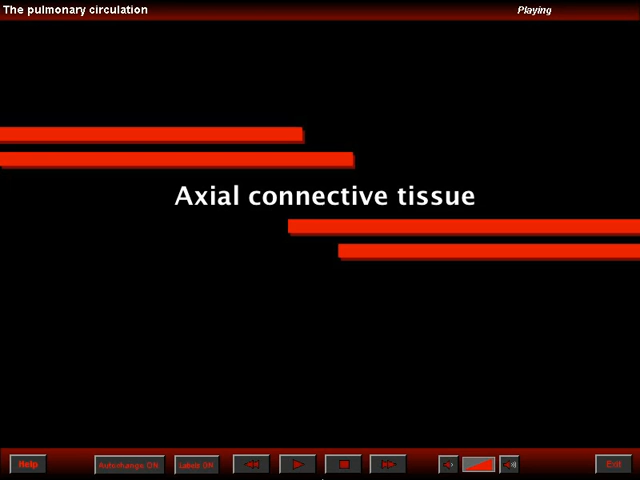 The pulmonary circulation
Playing
Axial connective tissue
Help
Autochange ON
Labels ON
Exit